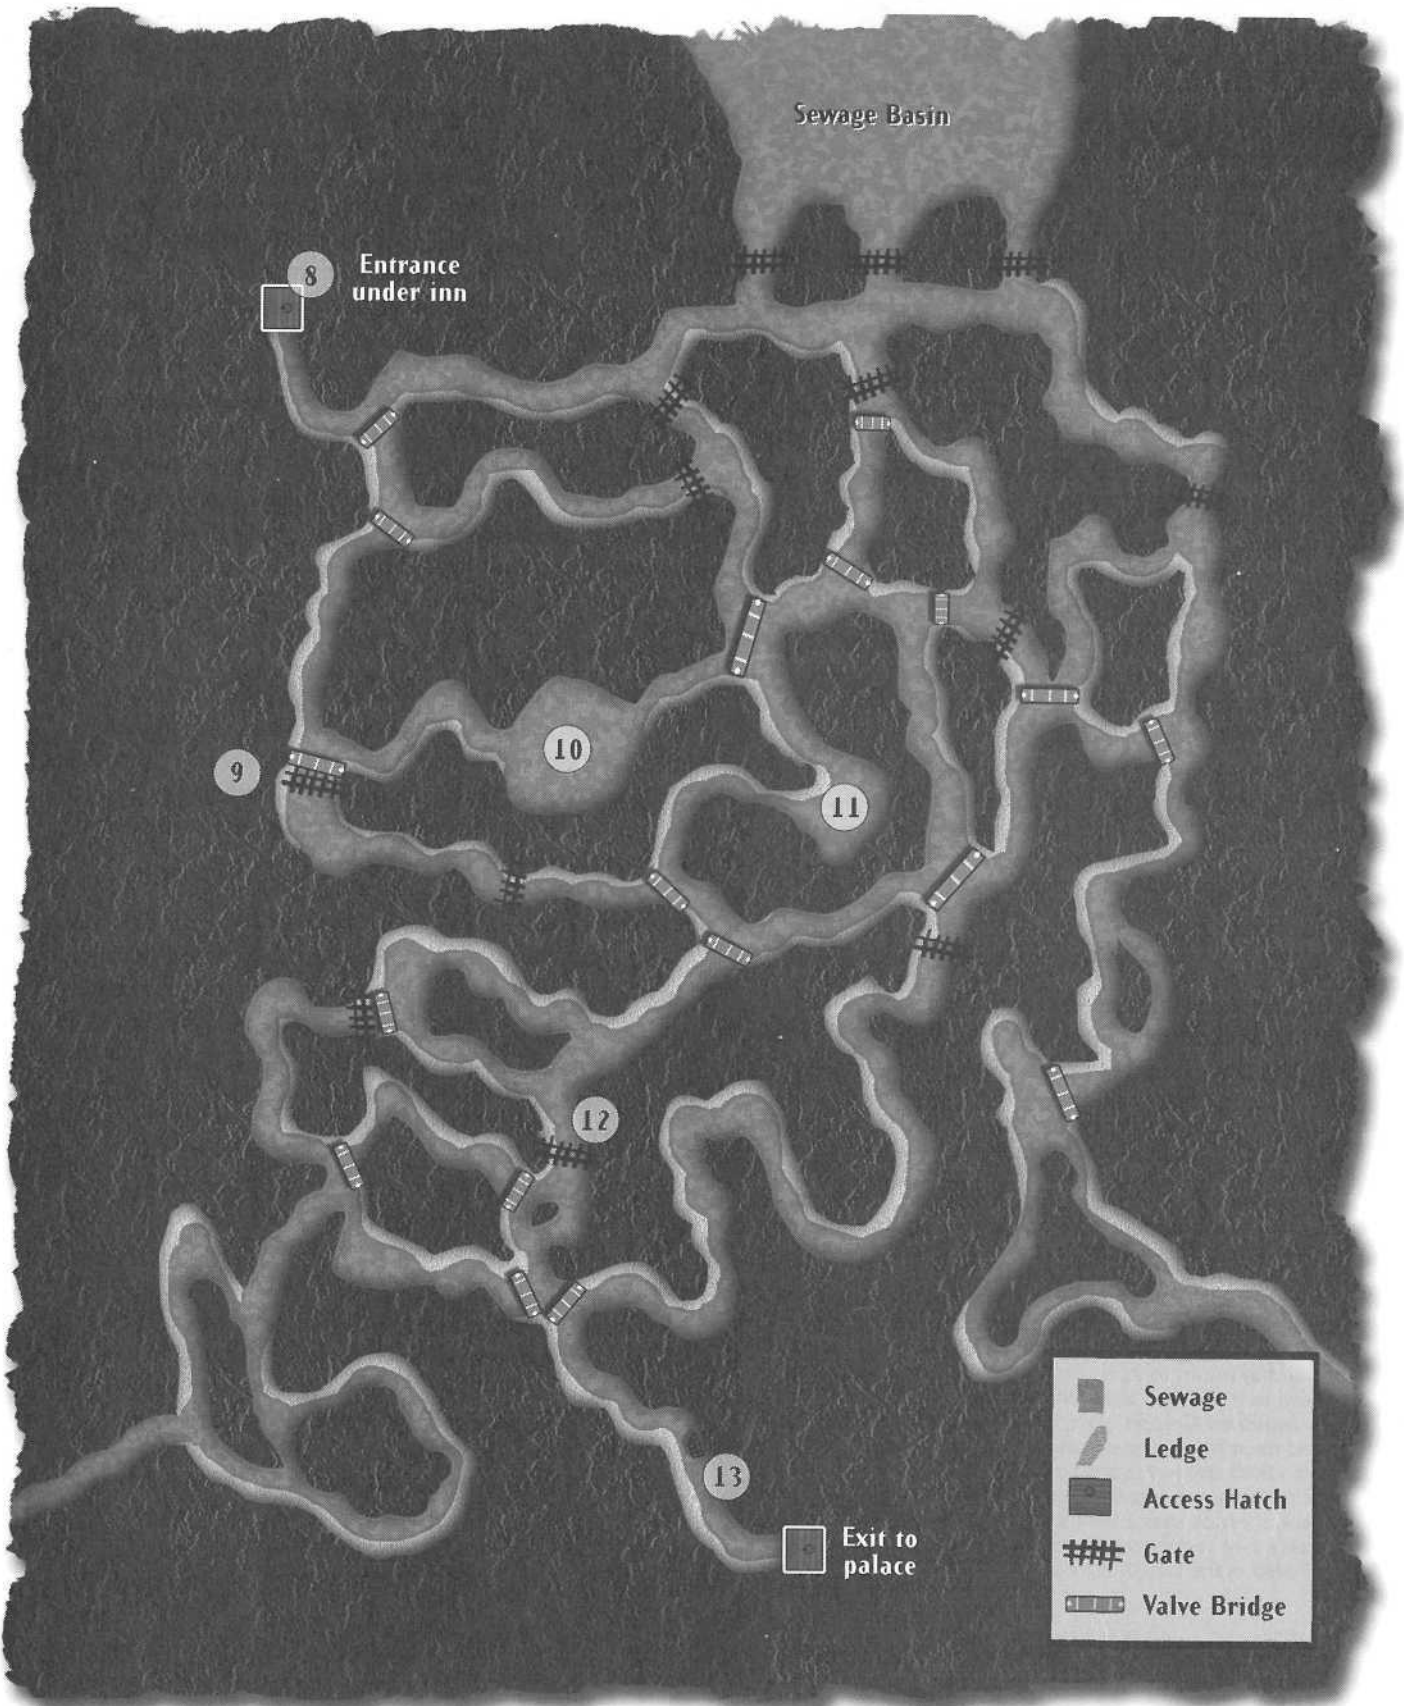 Sewage Basin
8
Entrance
under inn
9
10
11
12
13
Exit to
palace
Sewage
Ledge
Access Hatch
Gate
Valve Bridge